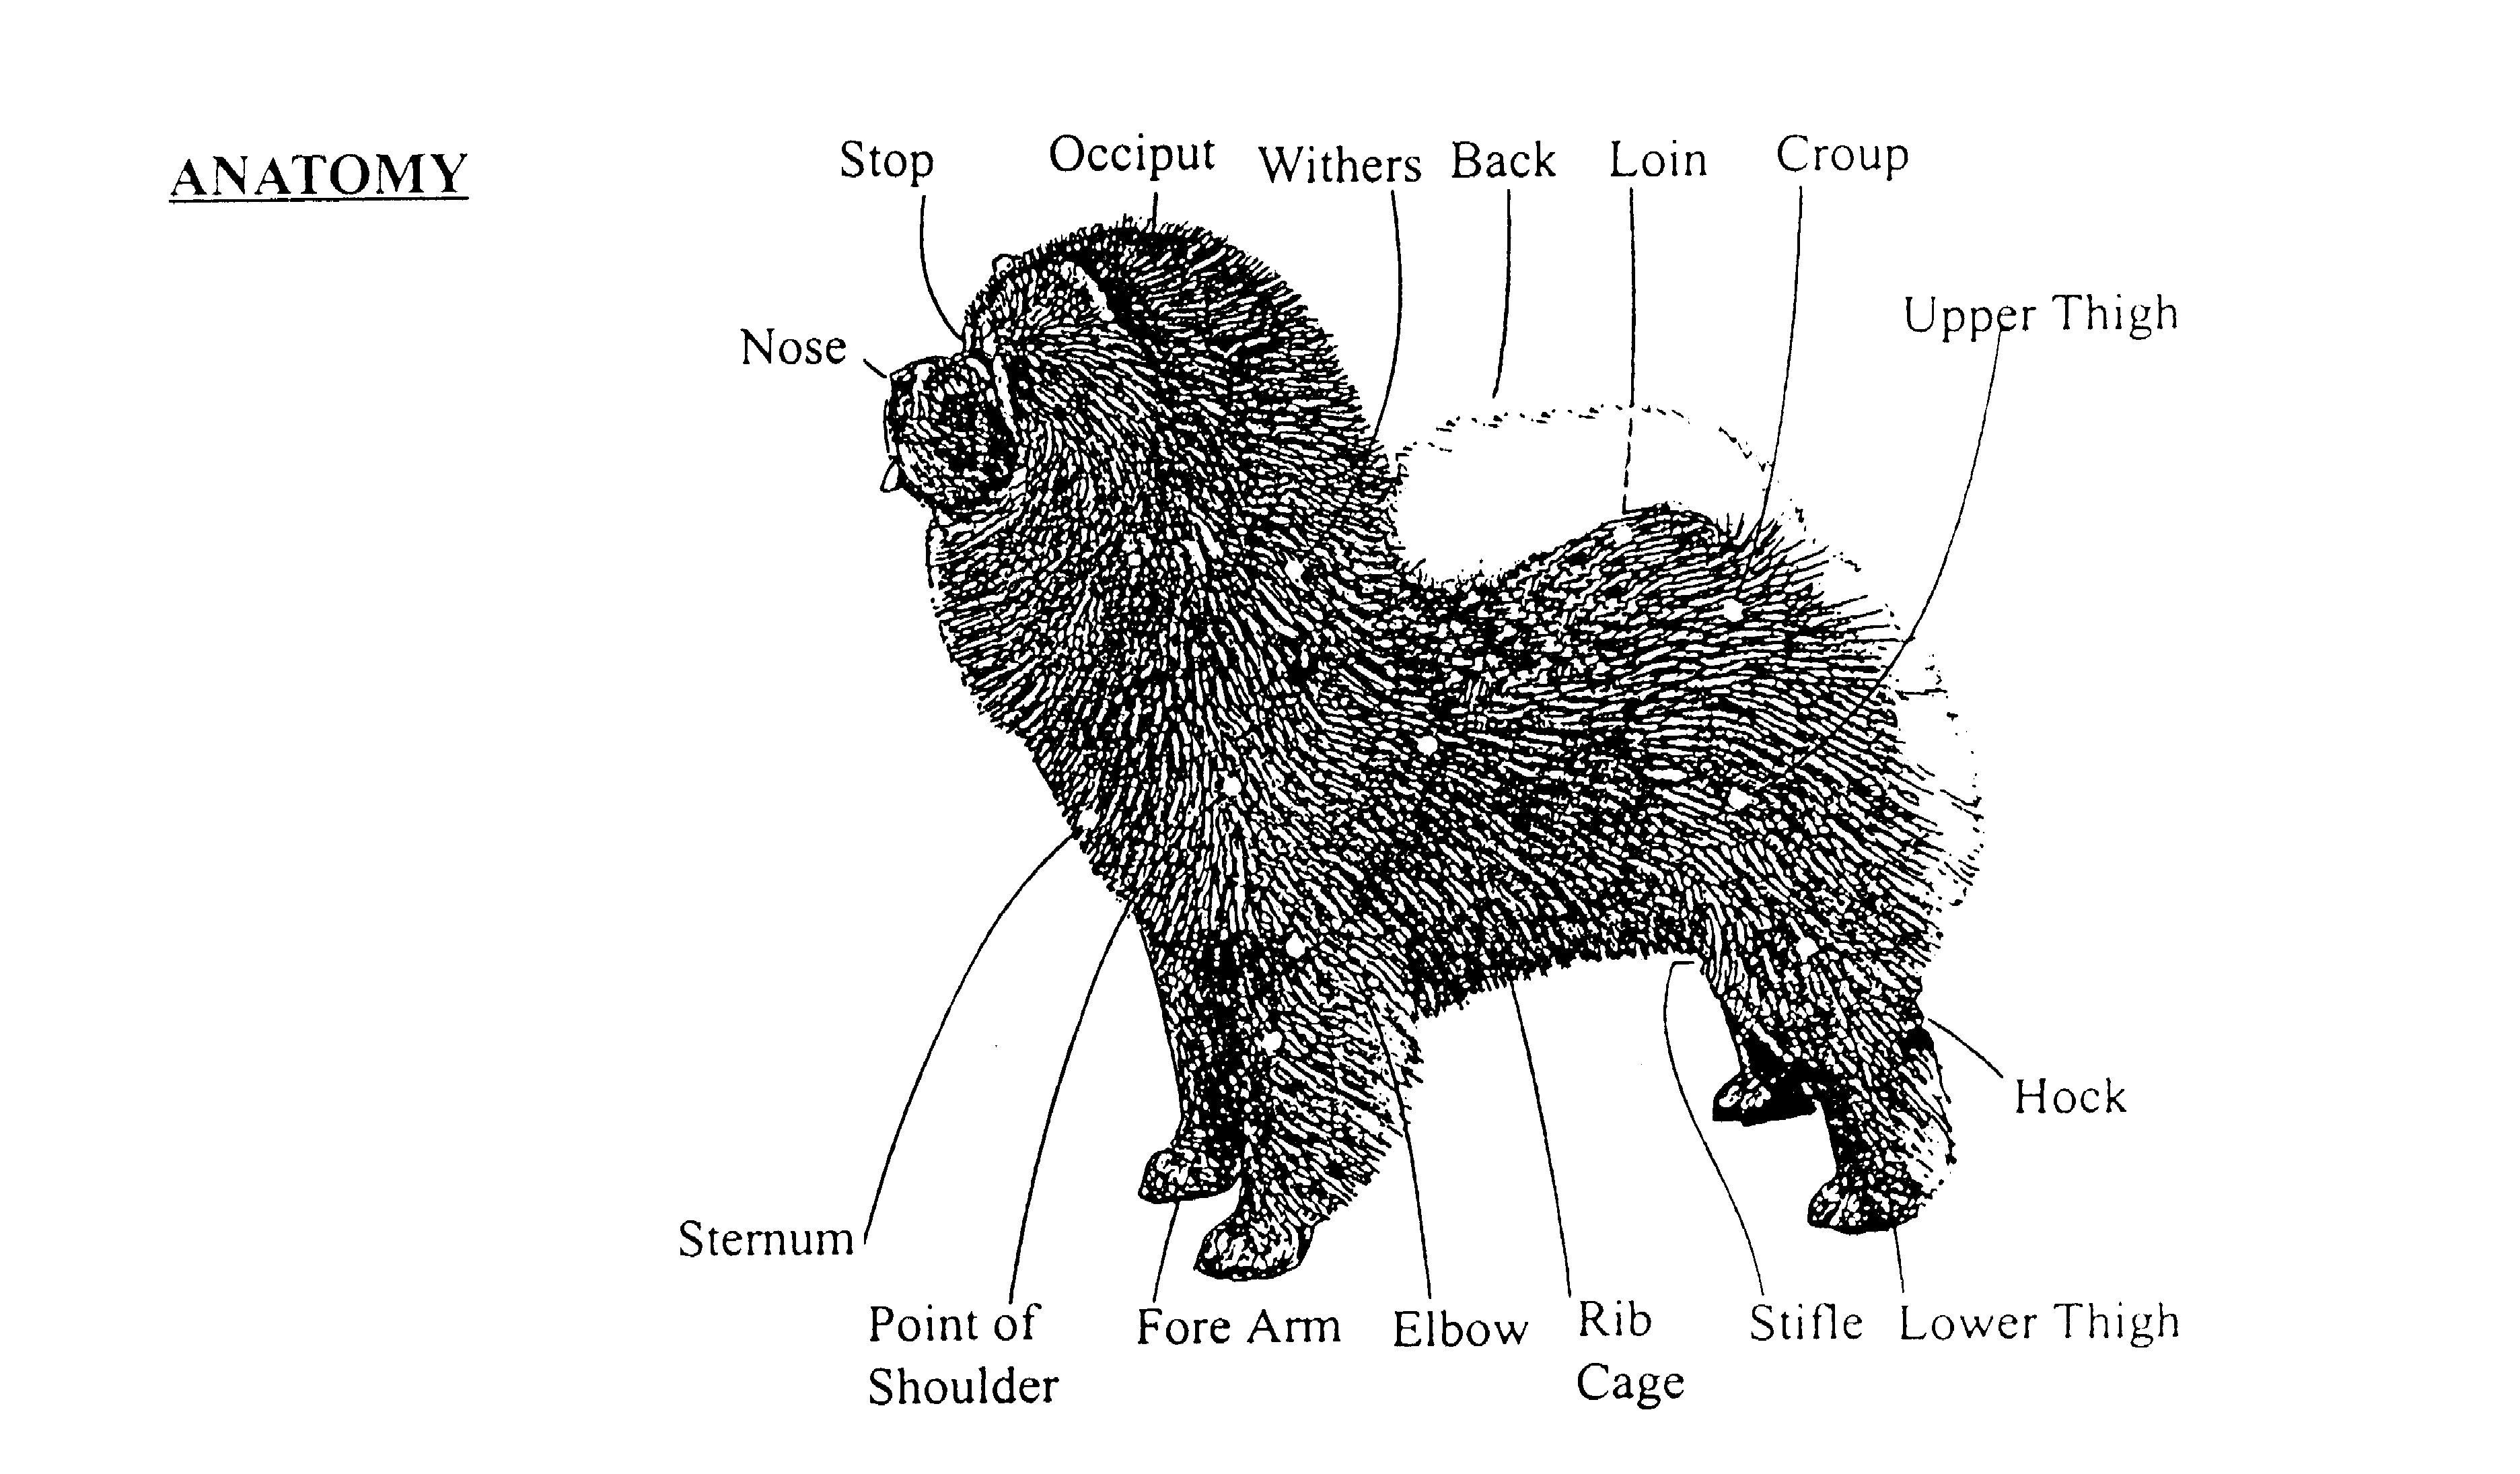 ANATOMY
Stop
Occiput
Withers
Back
Loin
Croup
Upper Thigh
Nose
Hock
Sternum
Point of
Shoulder
Fore Arm
Elbow
Rib
Cage
Stifle
Lower Thigh